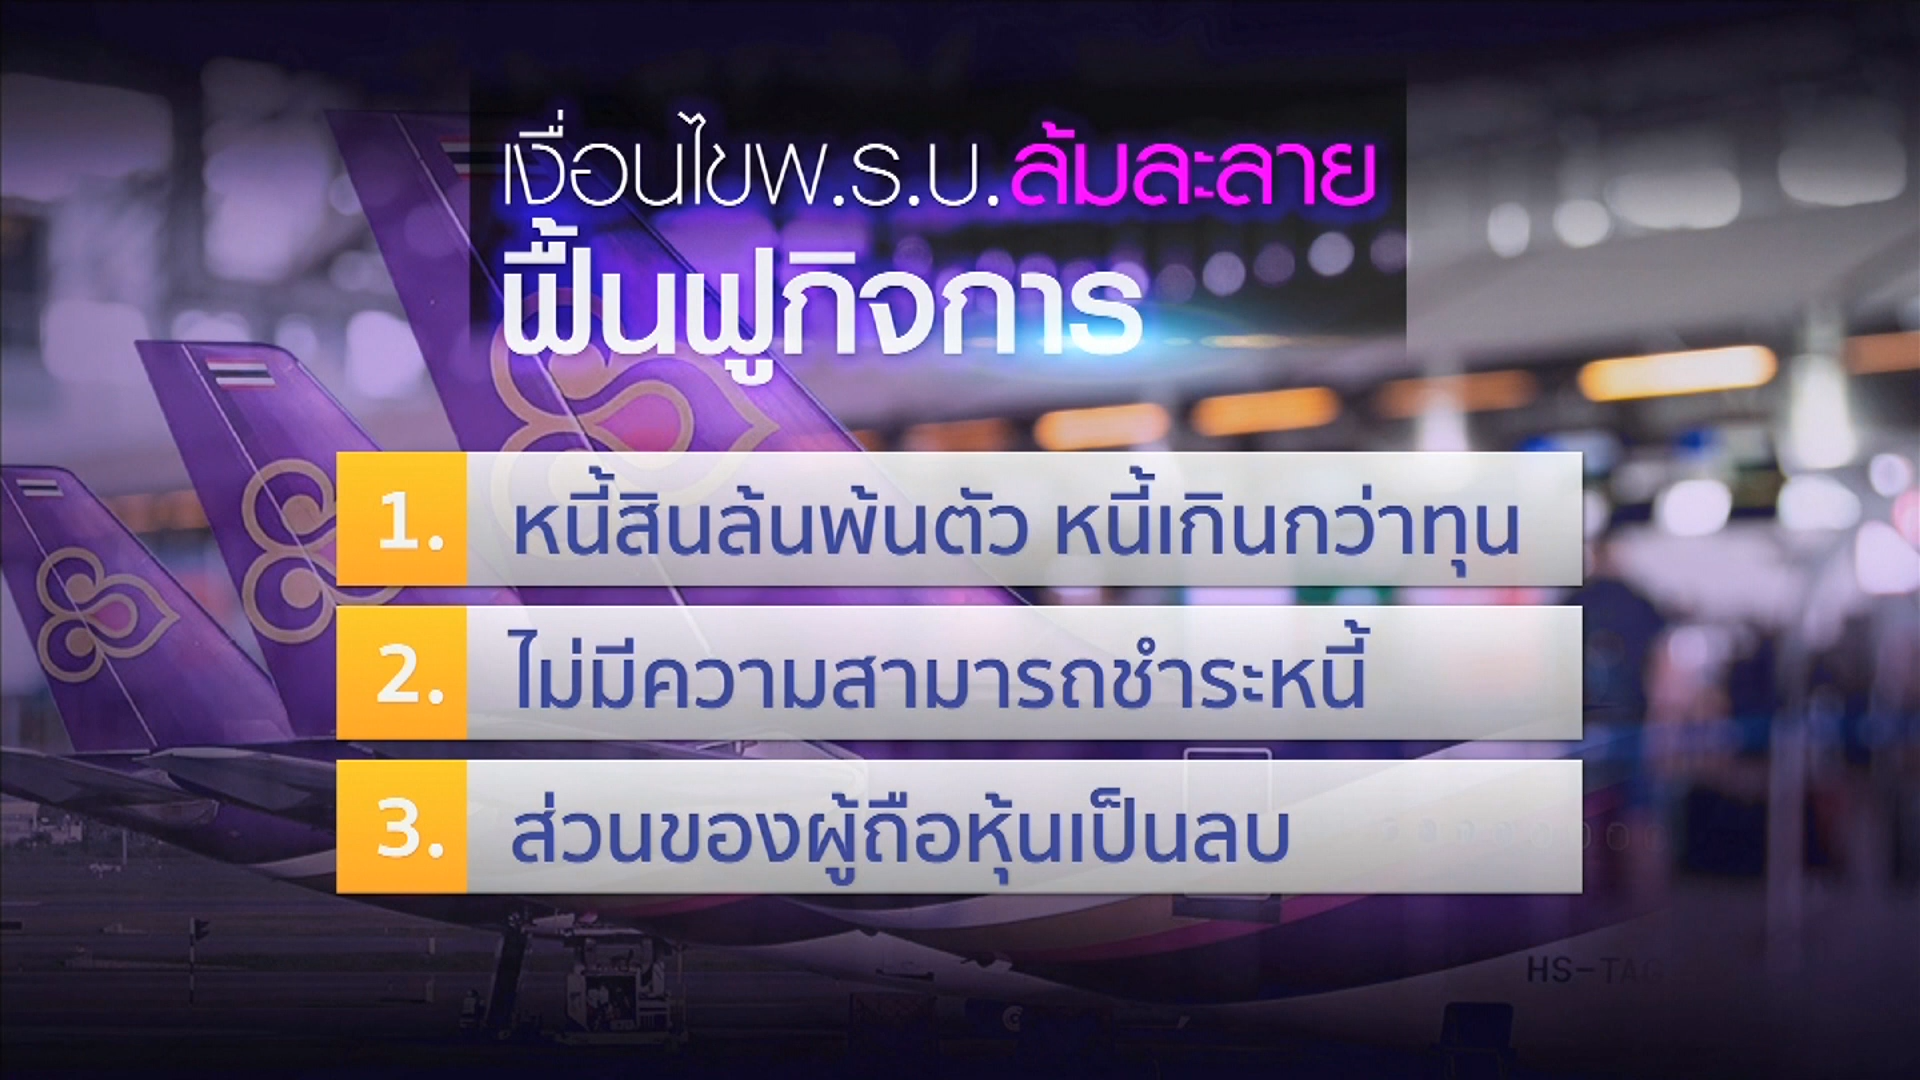 เงื่อนไขพ.ร.บ.ล้มละลาย
ฟื้นฟูกิจการ
1. หนี้สินล้นพ้นตัว หนี้เกินกว่าทุน
2. ไม่มีความสามารถชำระหนี้
3. ส่วนของผู้ถือหุ้นเป็นลบ
HS-TAG